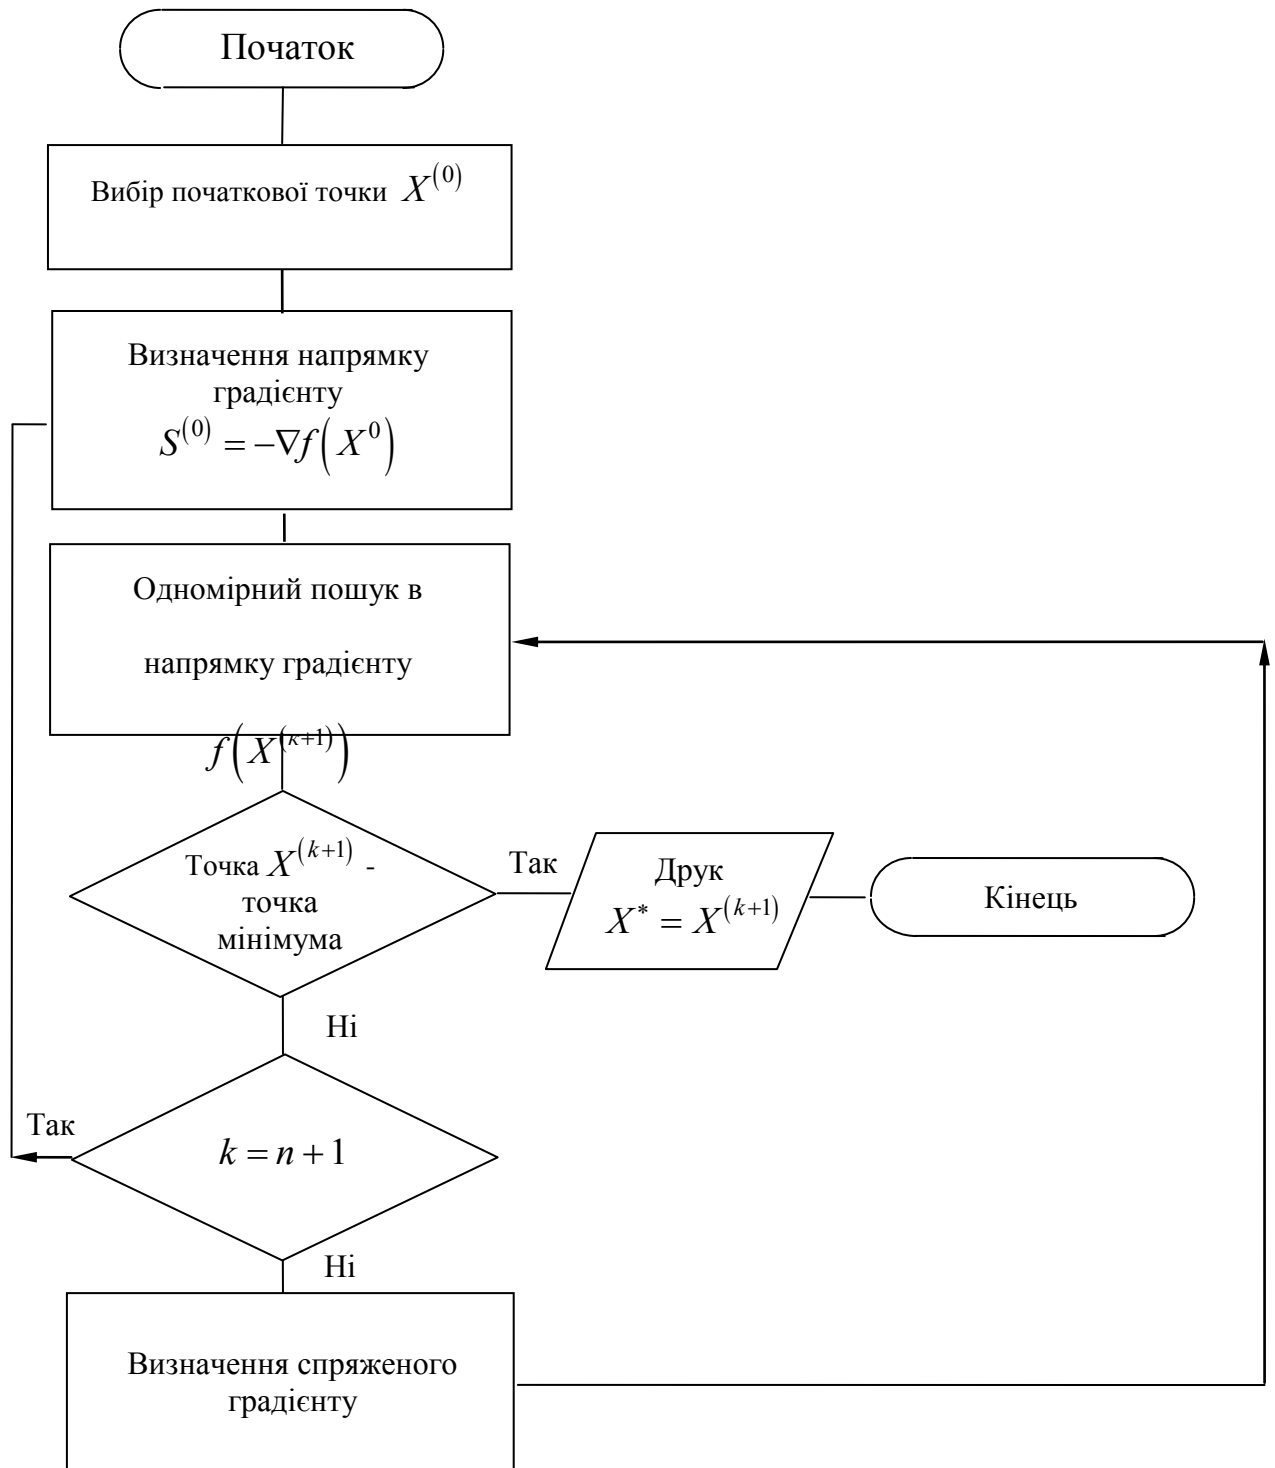 Початок
Вибір початкової точки X^(0)
Визначення напрямку
градієнту
S^(0) = −∇f(X^0)
Одномірний пошук в
напрямку градієнту
f(X^(к+1))
Точка X^(k+1) -
точка
мінімума
Так
Друк
X* = X^(k+1)
Кінець
Ні
Так
k = n + 1
Ні
Визначення спряженого
градієнту